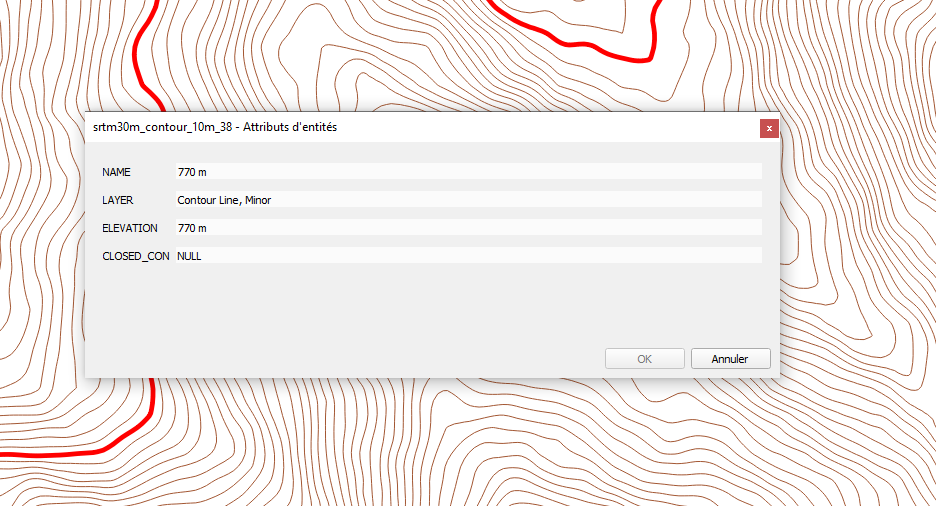 srtm30m_contour_10m_38 - Attributs d'entités
x
NAME 770 m
LAYER Contour Line, Minor
ELEVATION 770 m
CLOSED_CON NULL
OK Annuler